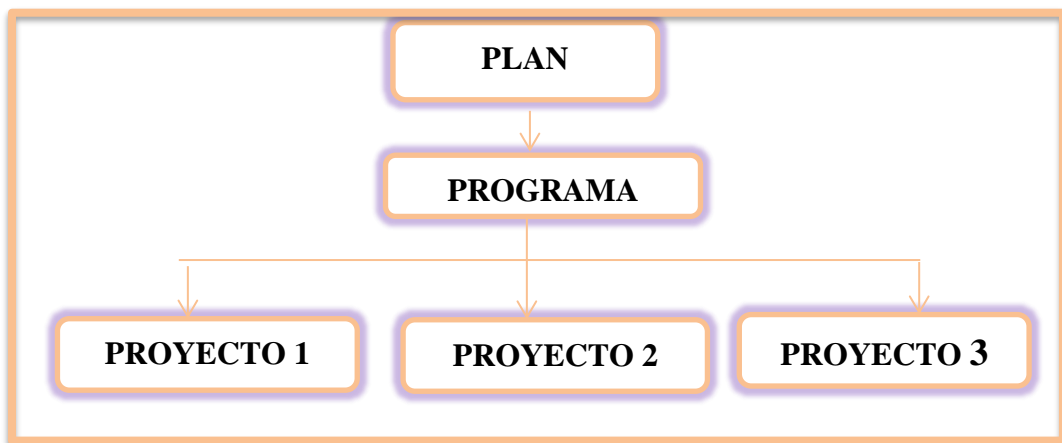 PLAN
PROGRAMA
PROYECTO 1
PROYECTO 2
PROYECTO 3